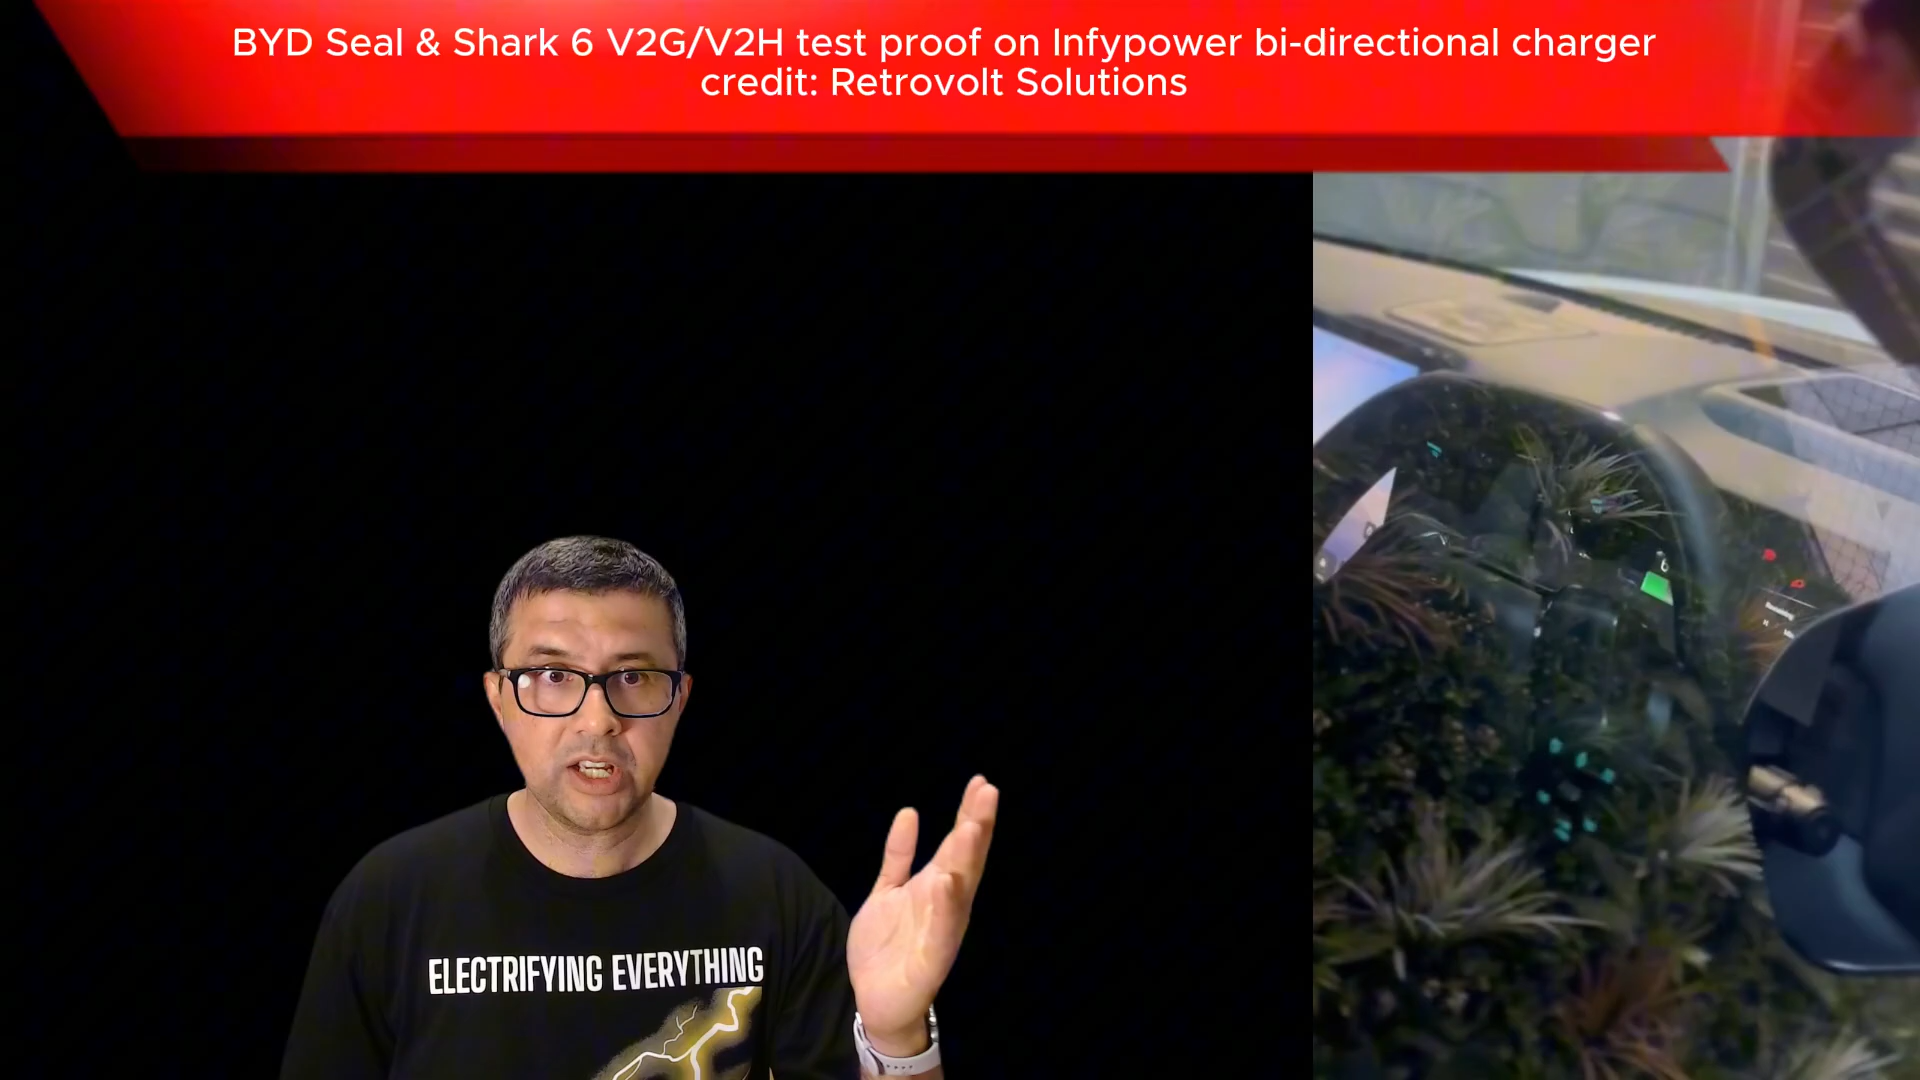 BYD Seal & Shark 6 V2G/V2H test proof on Infypower bi-directional charger
credit: Retrovolt Solutions
ELECTRIFYING EVERYTHING